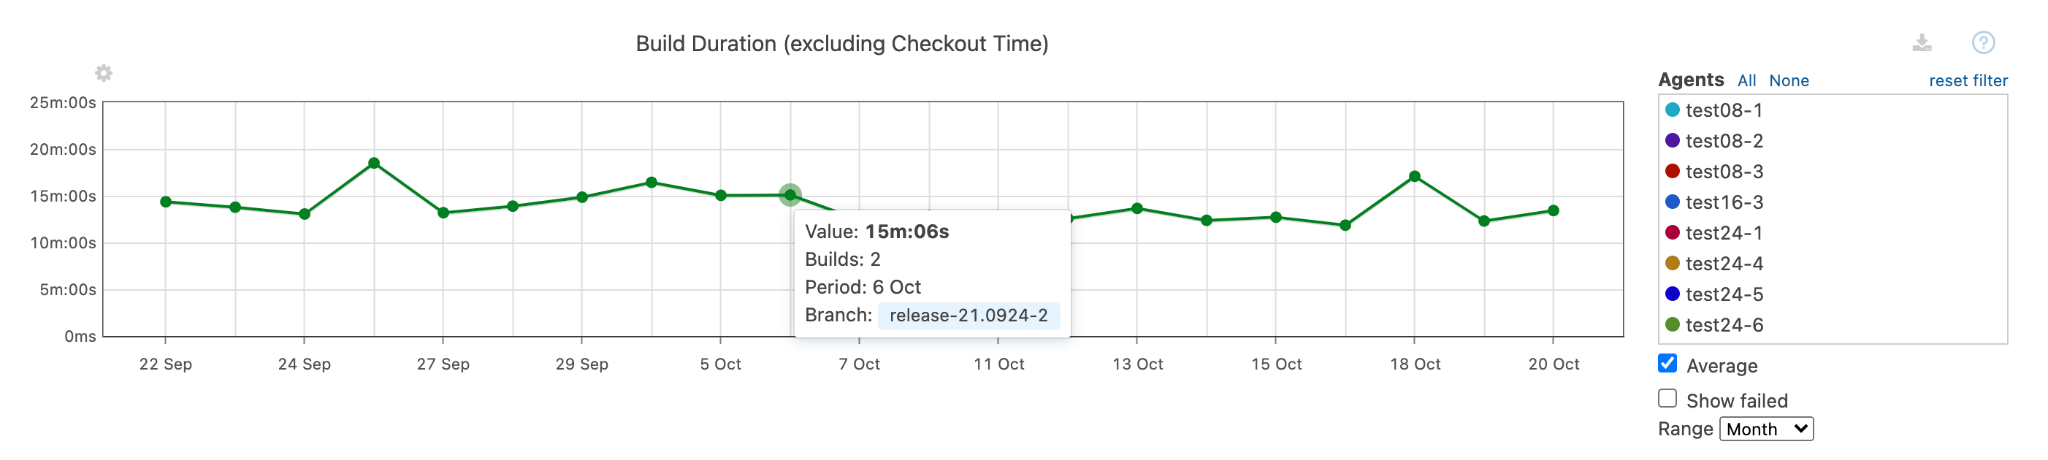 Build Duration (excluding Checkout Time)
25m:00s
20m:00s
15m:00s
10m:00s
5m:00s
0ms
Value: 15m:06s
Builds: 2
Period: 6 Oct
Branch: release-21.0924-2
22 Sep 24 Sep 27 Sep 29 Sep 5 Oct 7 Oct 11 Oct 13 Oct 15 Oct 18 Oct 20 Oct
Agents All None reset filter
test08-1
test08-2
test08-3
test16-3
test24-1
test24-4
test24-5
test24-6
Average
Show failed
Range Month